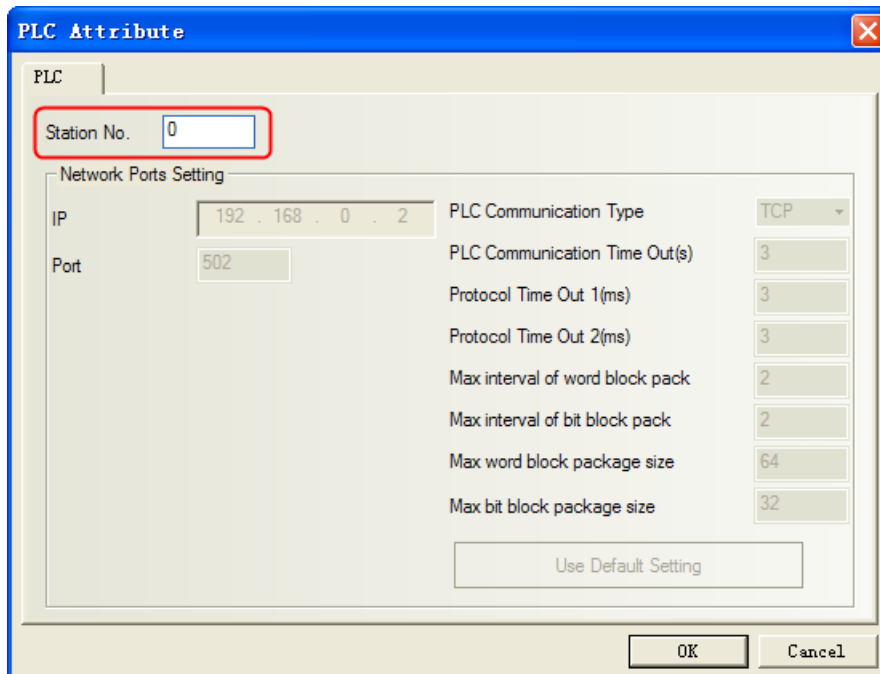 PLC Attribute
PLC
Station No. 0
Network Ports Setting
IP 192 . 168 . 0 . 2
Port 502
PLC Communication Type TCP
PLC Communication Time Out(s) 3
Protocol Time Out 1(ms) 3
Protocol Time Out 2(ms) 3
Max interval of word block pack 2
Max interval of bit block pack 2
Max word block package size 64
Max bit block package size 32
Use Default Setting
OK Cancel